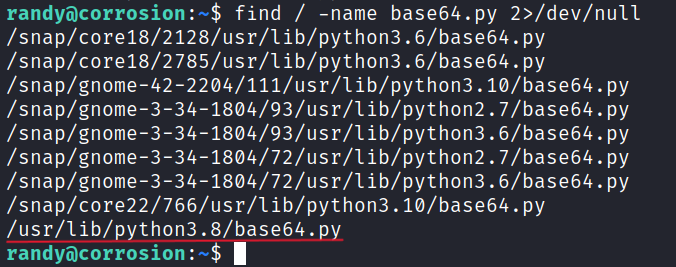 randy@corrosion:~$ find / -name base64.py 2>/dev/null
/snap/core18/2128/usr/lib/python3.6/base64.py
/snap/core18/2785/usr/lib/python3.6/base64.py
/snap/gnome-42-2204/111/usr/lib/python3.10/base64.py
/snap/gnome-3-34-1804/93/usr/lib/python2.7/base64.py
/snap/gnome-3-34-1804/93/usr/lib/python3.6/base64.py
/snap/gnome-3-34-1804/72/usr/lib/python2.7/base64.py
/snap/gnome-3-34-1804/72/usr/lib/python3.6/base64.py
/snap/core22/766/usr/lib/python3.10/base64.py
/usr/lib/python3.8/base64.py
randy@corrosion:~$